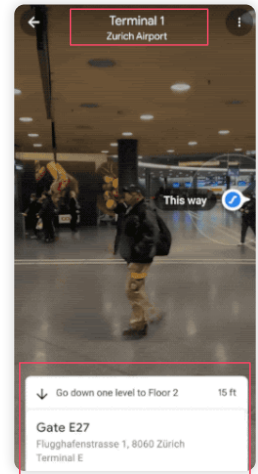 Terminal 1
Zurich Airport
This way
Go down one level to Floor 2 15 ft
Gate E27
Flughafenstrasse 1, 8060 Zürich
Terminal E